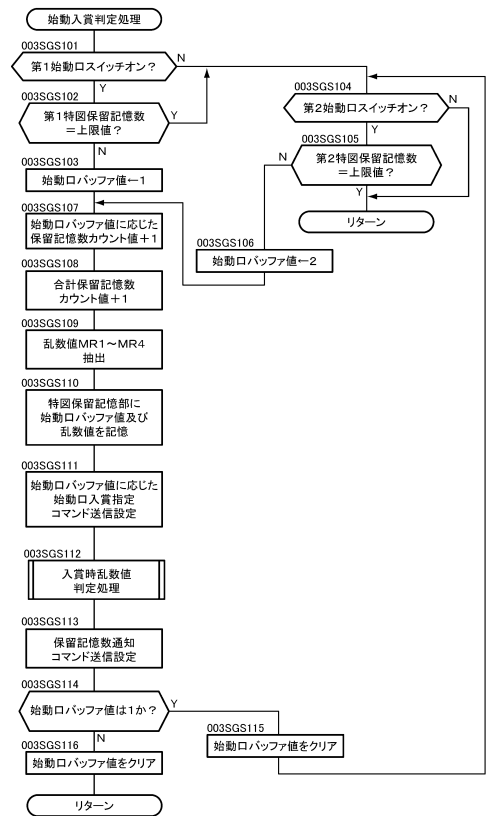 始動入賞判定処理
003SGS101
第1始動口スイッチオン？
N
Y
003SGS102
第1特図保留記憶数
＝上限値？
Y
N
003SGS103
始動口バッファ値←1
003SGS104
第2始動口スイッチオン？
N
Y
003SGS105
第2特図保留記憶数
＝上限値？
N
Y
リターン
003SGS106
始動口バッファ値←2
003SGS107
始動口バッファ値に応じた
保留記憶数カウント値＋1
003SGS108
合計保留記憶数
カウント値＋1
003SGS109
乱数値MR1～MR4
抽出
003SGS110
特図保留記憶部に
始動口バッファ値及び
乱数値を記憶
003SGS111
始動口バッファ値に応じた
始動口入賞指定
コマンド送信設定
003SGS112
入賞時乱数値
判定処理
003SGS113
保留記憶数通知
コマンド送信設定
003SGS114
始動口バッファ値は1か？
Y
N
003SGS115
始動口バッファ値をクリア
003SGS116
始動口バッファ値をクリア
リターン